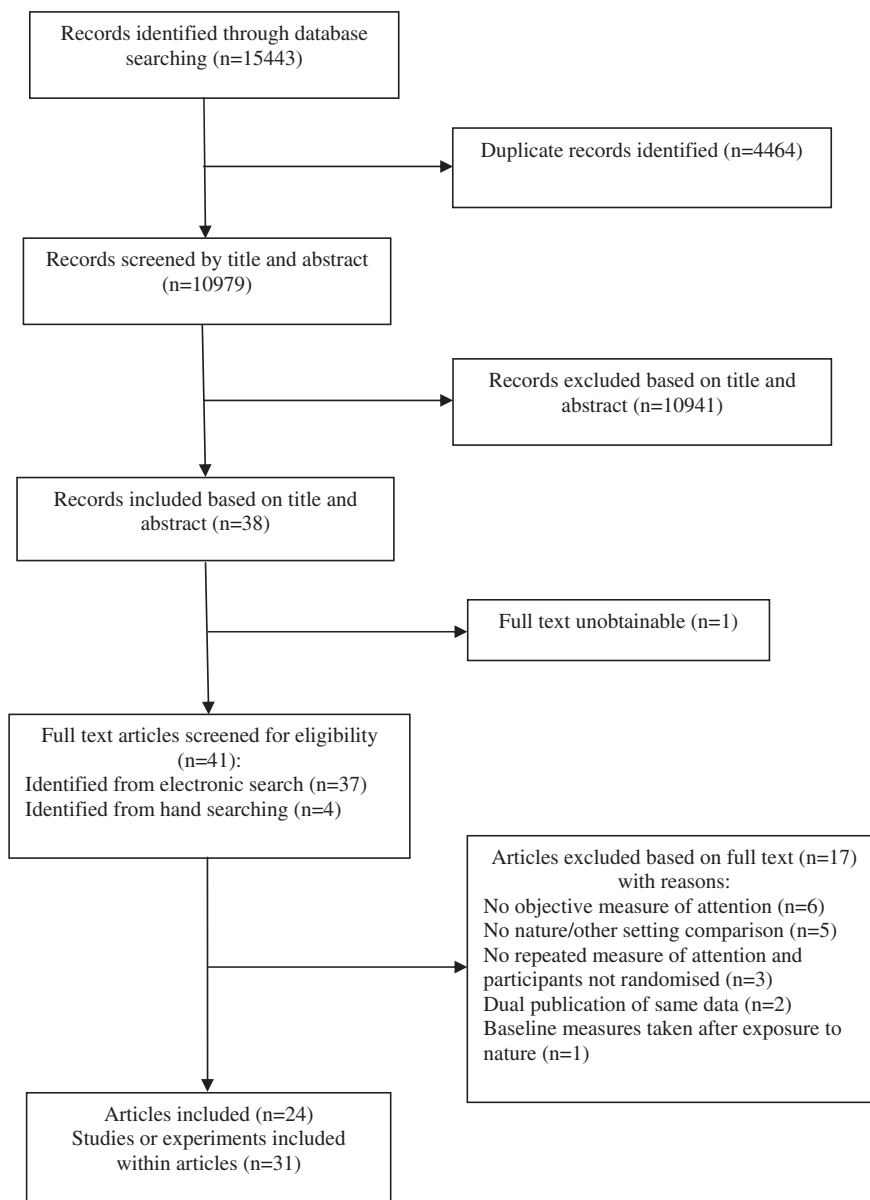 Records identified through database
searching (n=15443)
Duplicate records identified (n=4464)
Records screened by title and abstract
(n=10979)
Records excluded based on title and
abstract (n=10941)
Records included based on title and
abstract (n=38)
Full text unobtainable (n=1)
Full text articles screened for eligibility
(n=41):
Identified from electronic search (n=37)
Identified from hand searching (n=4)
Articles excluded based on full text (n=17)
with reasons:
No objective measure of attention (n=6)
No nature/other setting comparison (n=5)
No repeated measure of attention and
participants not randomised (n=3)
Dual publication of same data (n=2)
Baseline measures taken after exposure to
nature (n=1)
Articles included (n=24)
Studies or experiments included
within articles (n=31)